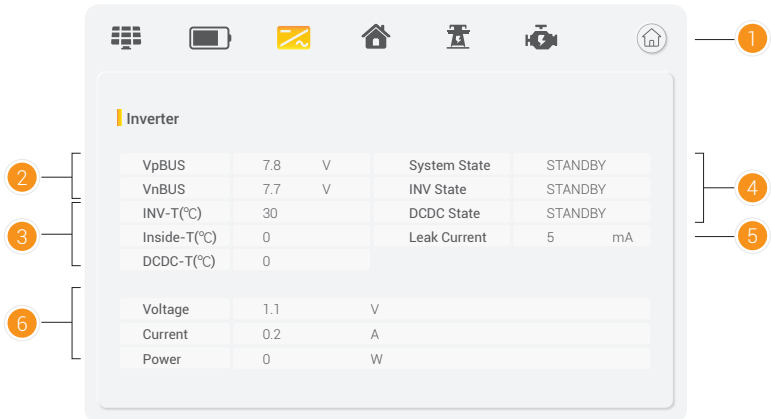 1
Inverter
VpBUS 7.8 V System State STANDBY
2
VnBUS 7.7 V INV State STANDBY
4
INV-T(℃) 30 DCDC State STANDBY
3
Inside-T(℃) 0 Leak Current 5 mA
5
DCDC-T(℃) 0
Voltage 1.1 V
6
Current 0.2 A
Power 0 W